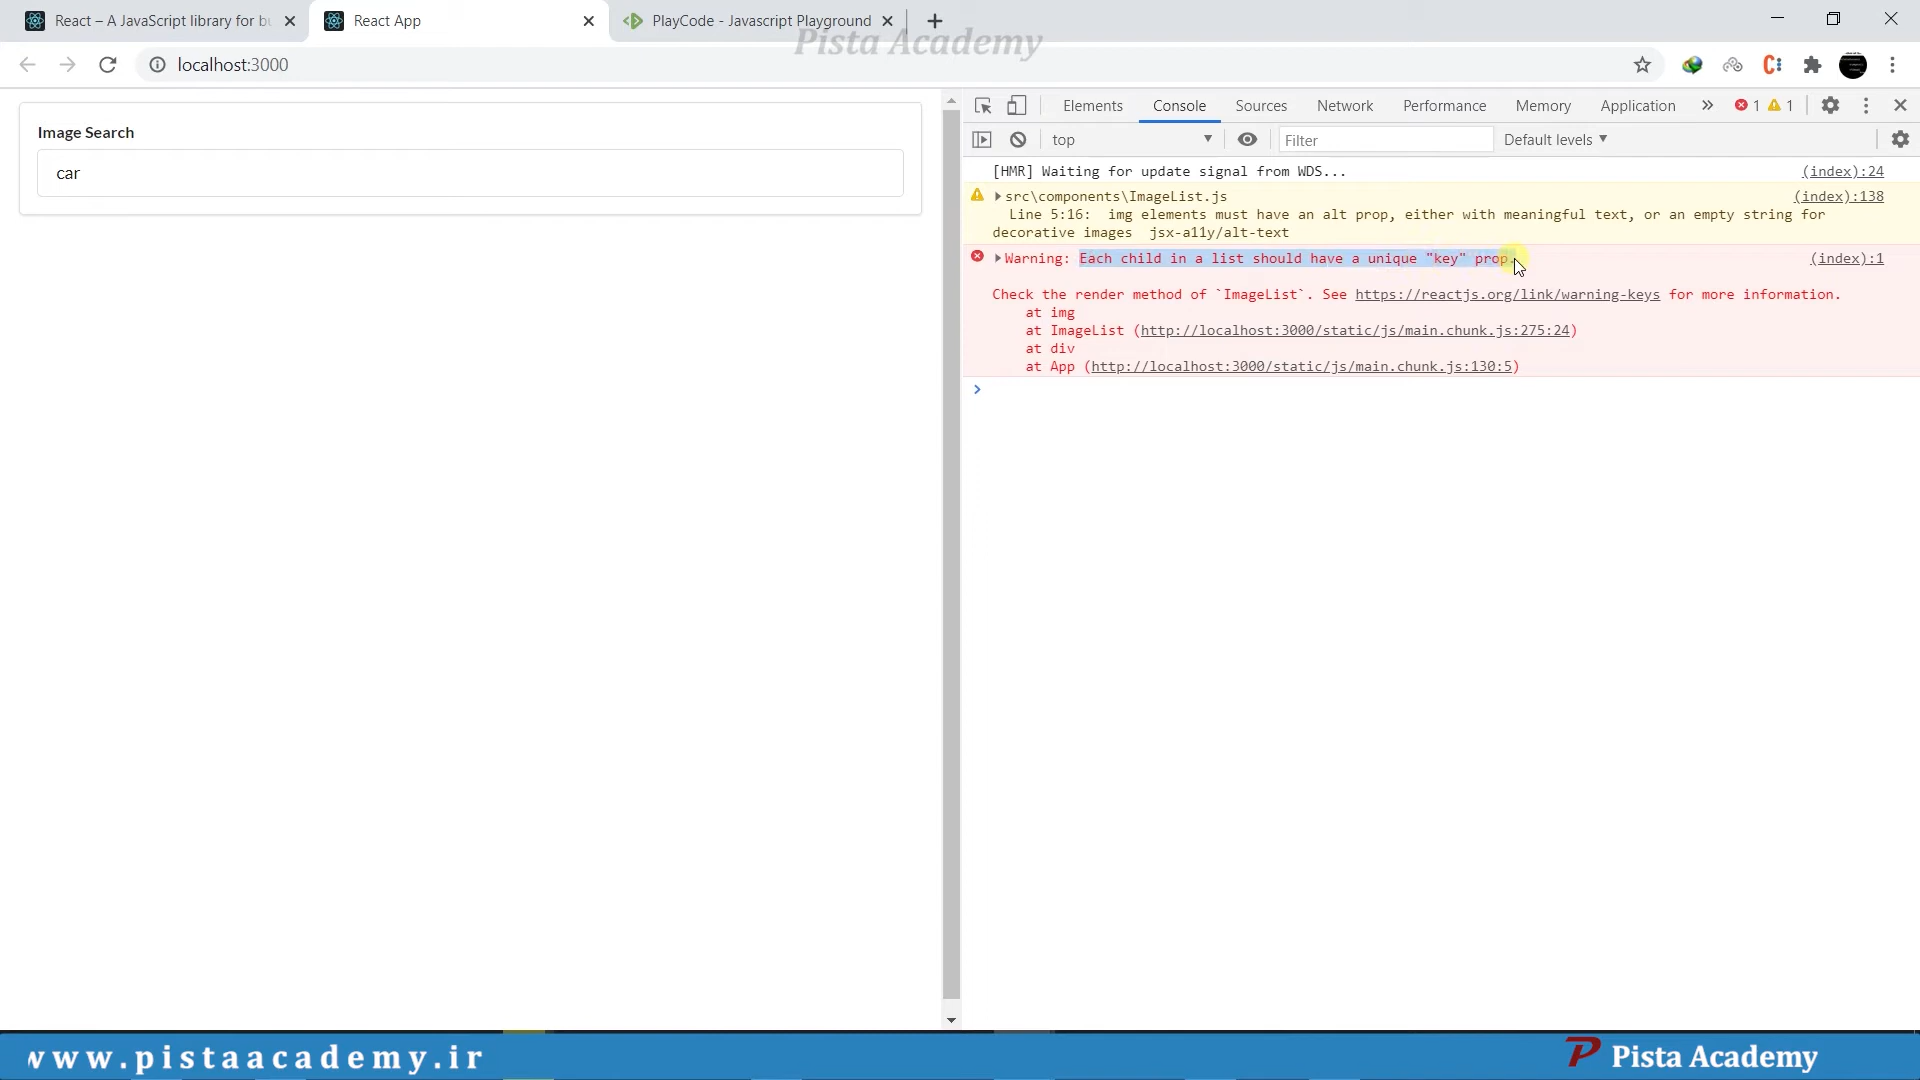 React – A JavaScript library for bu
React App
PlayCode - Javascript Playground
Pista Academy
localhost:3000
Image Search
car
Elements Console Sources Network Performance Memory Application » 1 1
top Filter Default levels
[HMR] Waiting for update signal from WDS... (index):24
src\components\ImageList.js (index):138
Line 5:16: img elements must have an alt prop, either with meaningful text, or an empty string for
decorative images jsx-a11y/alt-text
Warning: Each child in a list should have a unique "key" prop. (index):1
Check the render method of `ImageList`. See https://reactjs.org/link/warning-keys for more information.
at img
at ImageList (http://localhost:3000/static/js/main.chunk.js:275:24)
at div
at App (http://localhost:3000/static/js/main.chunk.js:130:5)
www.pistaacademy.ir
Pista Academy